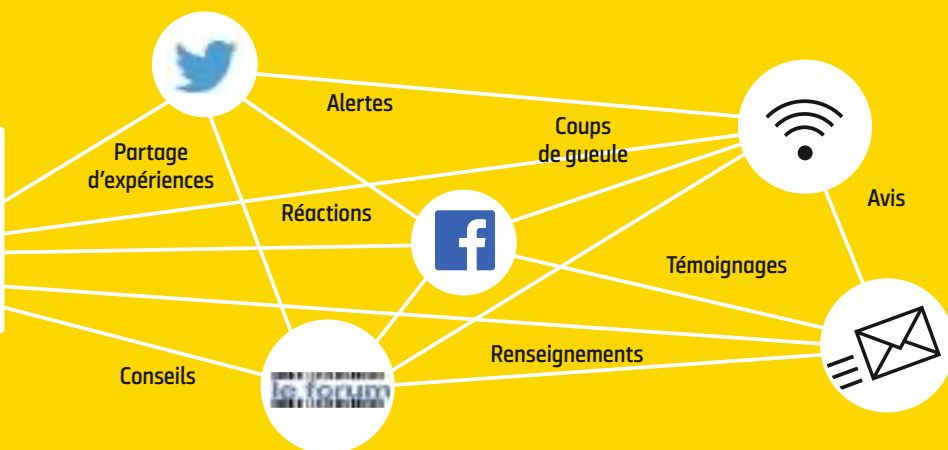 Alertes
Coups
de gueule
Partage
d'expériences
Avis
Réactions
Témoignages
Renseignements
Conseils
le forum